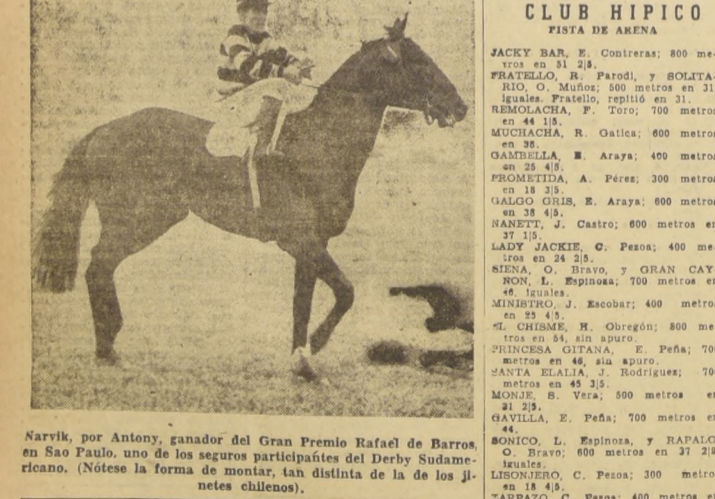 Narvik, por Antony, ganador del Gran Premio Rafael de Barros,
en Sao Paulo, uno de los seguros participantes del Derby Sudame-
ricano. (Nótese la forma de montar, tan distinta de la de los ji-
netes chilenos).
CLUB HIPICO
PISTA DE ARENA
JACKY BAR, E. Contreras; 800 me-
tros en 51 2|5.
FRATELLO, R. Parodi, y SOLITA-
RIO, O. Muñoz; 500 metros en 31
iguales. Fratello, repitió en 31.
REMOLACHA, F. Toro; 700 metros
en 44 1|5.
MUCHACHA, R. Gatica; 600 metros
en 38.
GAMBELLA, E. Araya; 400 metros
en 25 4|5.
PROMETIDA, A. Pérez; 300 metros
en 18 3|5.
GALGO GRIS, E. Araya; 600 metros
en 38 4|5.
NANETT, J. Castro; 600 metros en
37 1|5.
LADY JACKIE, C. Pezoa; 400 me-
tros en 24 2|5.
SIENA, O. Bravo, y GRAN CAY-
NON, L. Espinoza; 700 metros en
46, iguales.
MINISTRO, J. Escobar; 400 metro
en 25 4|5.
EL CHISME, H. Obregón; 800 me
tros en 54, sin apuro.
PRINCESA GITANA, E. Peña; 70
metros en 46, sin apuro.
SANTA ELALIA, J. Rodríguez; 70
metros en 45 3|5.
MONJE, S. Vera; 500 metros e
31 2|5.
GAVILLA, E. Peña; 700 metros e
44.
SONICO, L. Espinoza, y RAPALO
O. Bravo; 600 metros en 37 2|5
iguales.
LISONJERO, C. Pezoa; 300 metro
en 18 4|5.
C. Pezoa; 400 metros en